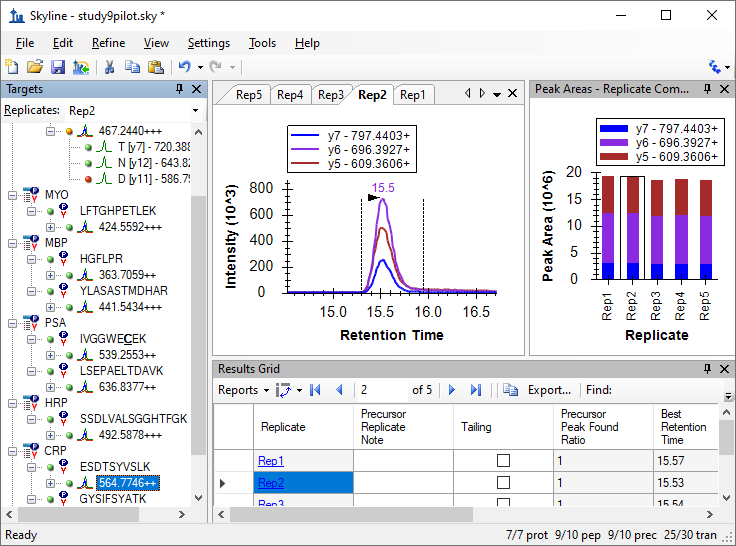 Skyline - study9pilot.sky *
File Edit Refine View Settings Tools Help
Targets
Replicates: Rep2
467.2440+++
T [y7] - 720.388
N [y12] - 643.82
D [y11] - 586.79
MYO
LFTGHPETLEK
424.5592+++
MBP
HGFLPR
363.7059++
YLASASTMDHAR
441.5434+++
PSA
IVGGWECEK
539.2553++
LSEPAELTDAVK
636.8377++
HRP
SSDLVALSGGHTFGK
492.5878+++
CRP
ESDTSYVSLK
564.7746++
GYSIFSYATK
Rep5 Rep4 Rep3 Rep2 Rep1
y7 - 797.4403+
y6 - 696.3927+
y5 - 609.3606+
15.5
Intensity (10^3)
800
600
400
200
0
15.0 15.5 16.0 16.5
Retention Time
Peak Areas - Replicate Com...
y7 - 797.4403+
y6 - 696.3927+
y5 - 609.3606+
Peak Area (10^6)
20
15
10
5
0
Rep1 Rep2 Rep3 Rep4 Rep5
Replicate
Results Grid
Reports 2 of 5 Export... Find:
Replicate Precursor Replicate Note Tailing Precursor Peak Found Ratio Best Retention Time
Rep1 1 15.57
Rep2 1 15.53
Rep3 1 15.54
Ready 7/7 prot 9/10 pep 9/10 prec 25/30 tran